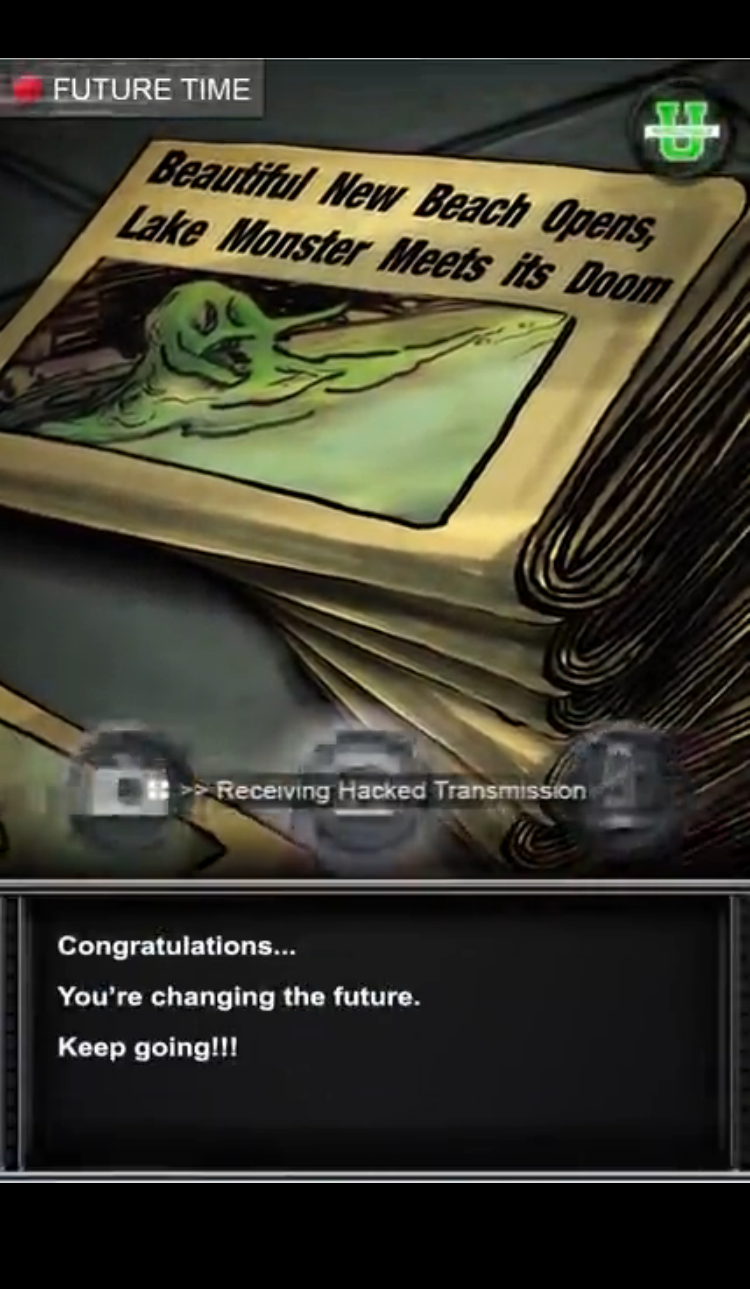 FUTURE TIME
U
Beautiful New Beach Opens,
Lake Monster Meets its Doom
>> Receiving Hacked Transmission
Congratulations...
You're changing the future.
Keep going!!!